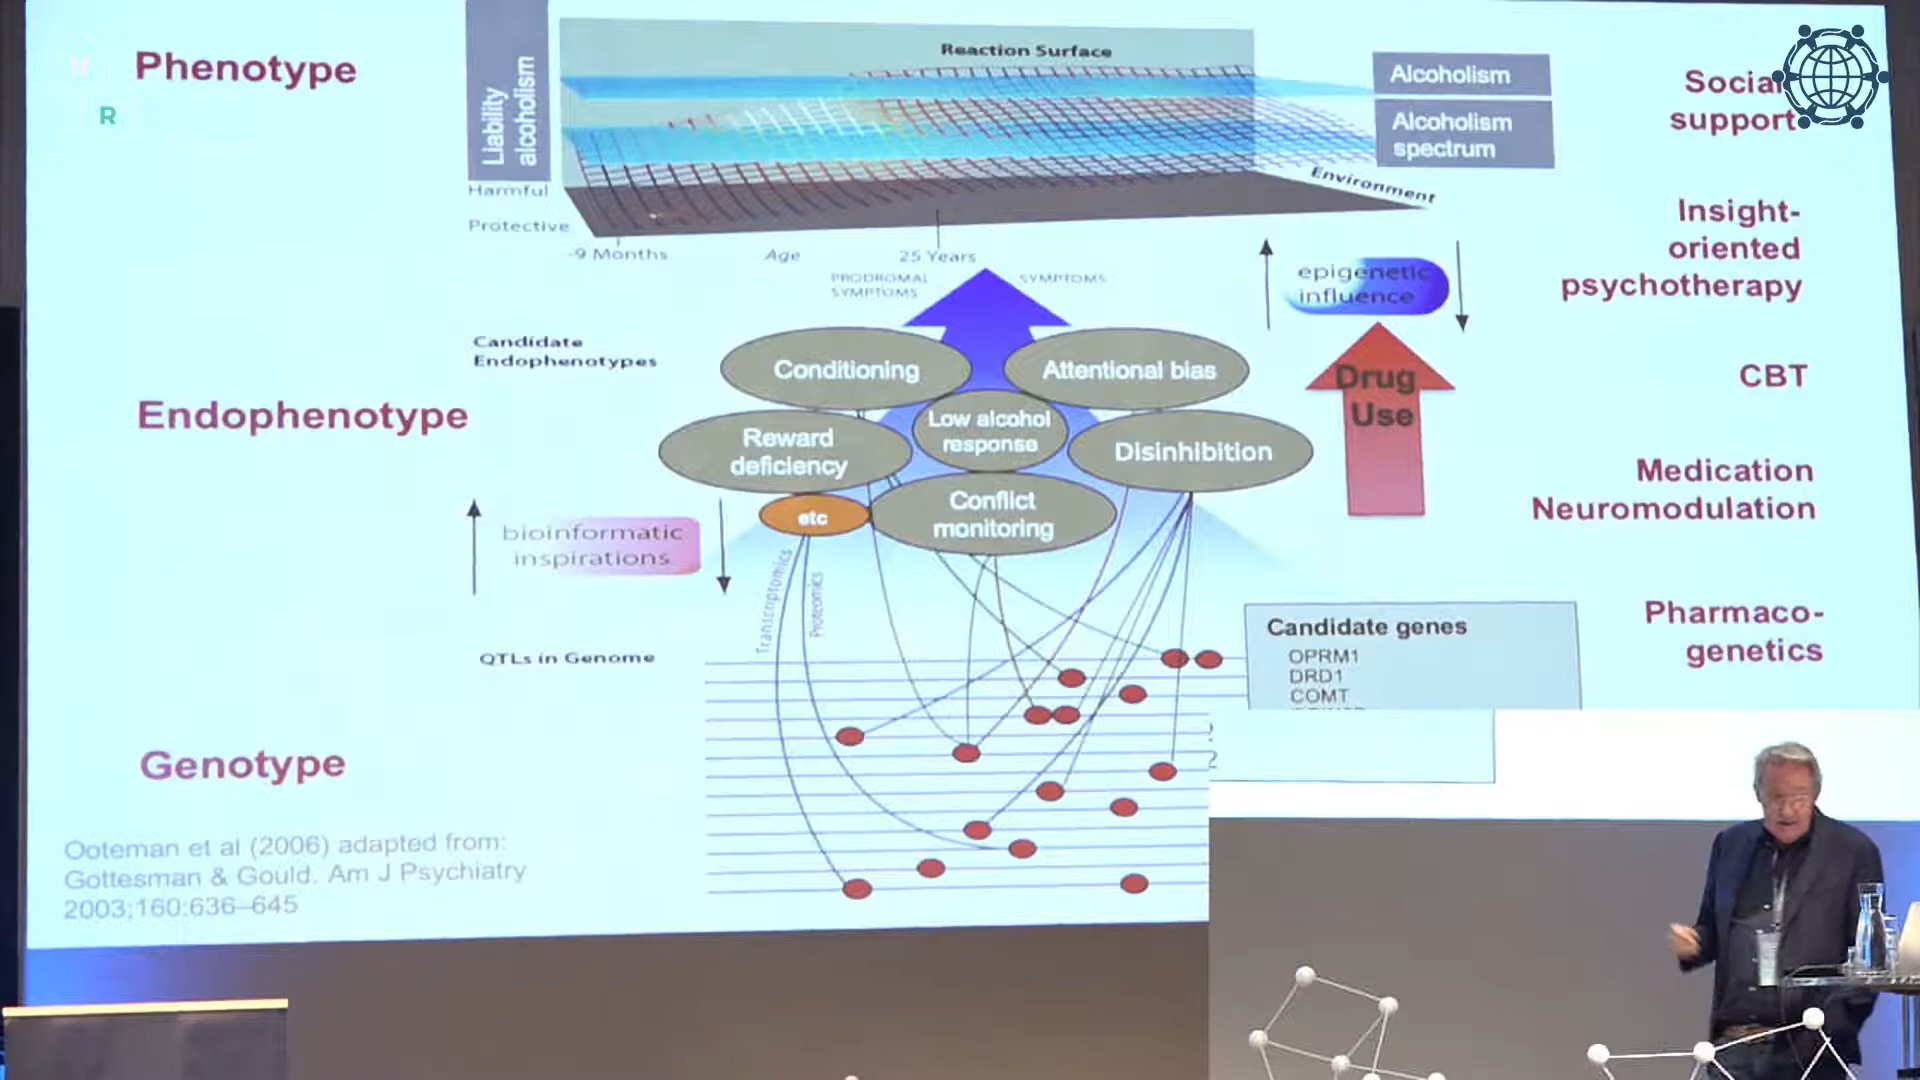 Phenotype
Liability
alcoholism
Harmful
Protective
Reaction Surface
Environment
-9 Months
Age
25 Years
PRODROMAL
SYMPTOMS
SYMPTOMS
Alcoholism
Alcoholism
spectrum
Social
support
Insight-
oriented
psychotherapy
epigenetic
influence
Candidate
Endophenotypes
Endophenotype
Conditioning
Attentional bias
Low alcohol
response
Reward
deficiency
Disinhibition
etc
Conflict
monitoring
Drug
Use
CBT
Medication
Neuromodulation
bioinformatic
inspirations
Transcriptomics
Proteomics
QTLs in Genome
Candidate genes
OPRM1
DRD1
COMT
2
Pharmaco-
genetics
Genotype
Ooteman et al (2006) adapted from:
Gottesman & Gould. Am J Psychiatry
2003;160:636–645
R